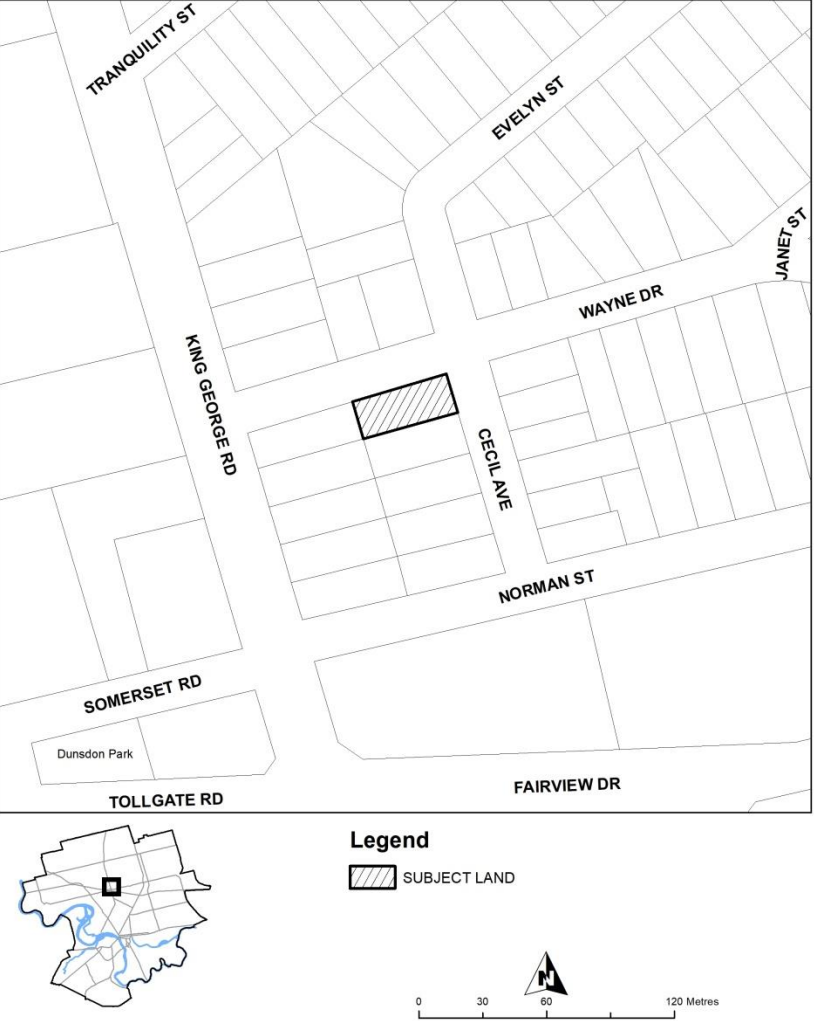 TRANQUILITY ST
EVELYN ST
JANET ST
WAYNE DR
KING GEORGE RD
CECIL AVE
NORMAN ST
SOMERSET RD
Dunsdon Park
FAIRVIEW DR
TOLLGATE RD
Legend
SUBJECT LAND
N
0 30 60 120 Metres